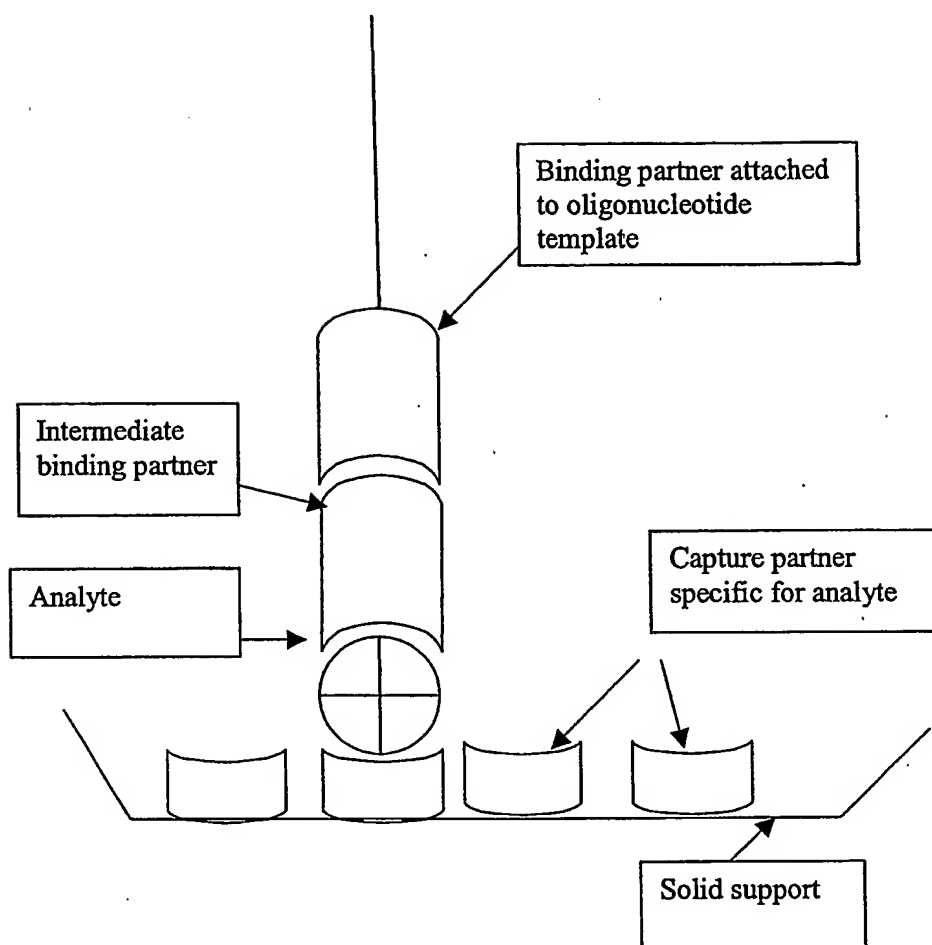 Binding partner attached
to oligonucleotide
template
Intermediate
binding partner
Analyte
Capture partner
specific for analyte
Solid support